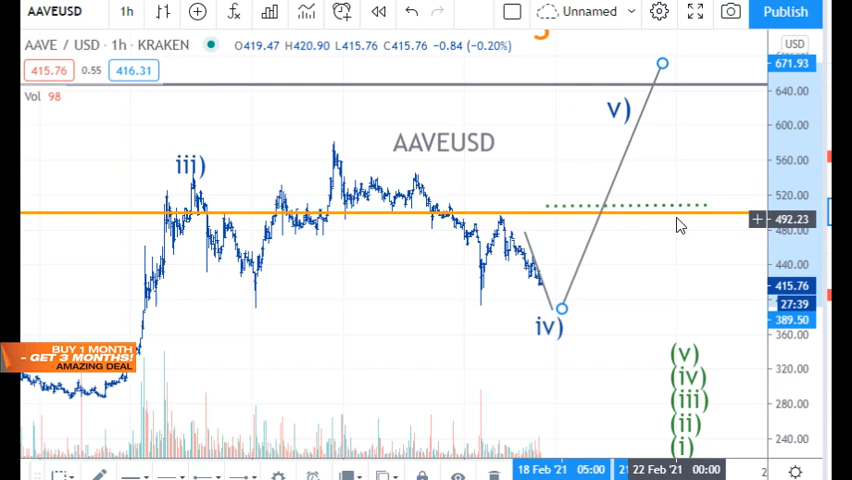 AAVEUSD 1h Unnamed Publish
AAVE / USD · 1h · KRAKEN O419.47 H420.90 L415.76 C415.76 −0.84 (−0.20%) USD
415.76 0.55 416.31 671.93
Vol 98 640.00
v)
600.00
AAVEUSD
iii) 560.00
520.00
492.23
480.00
440.00
415.76
27:39
iv) 389.50
BUY 1 MONTH
- GET 3 MONTHS!
AMAZING DEAL
360.00
(v)
(iv)
320.00
(iii) 280.00
(ii)
240.00
(i)
18 Feb '21 05:00 21 22 Feb '21 00:00 2